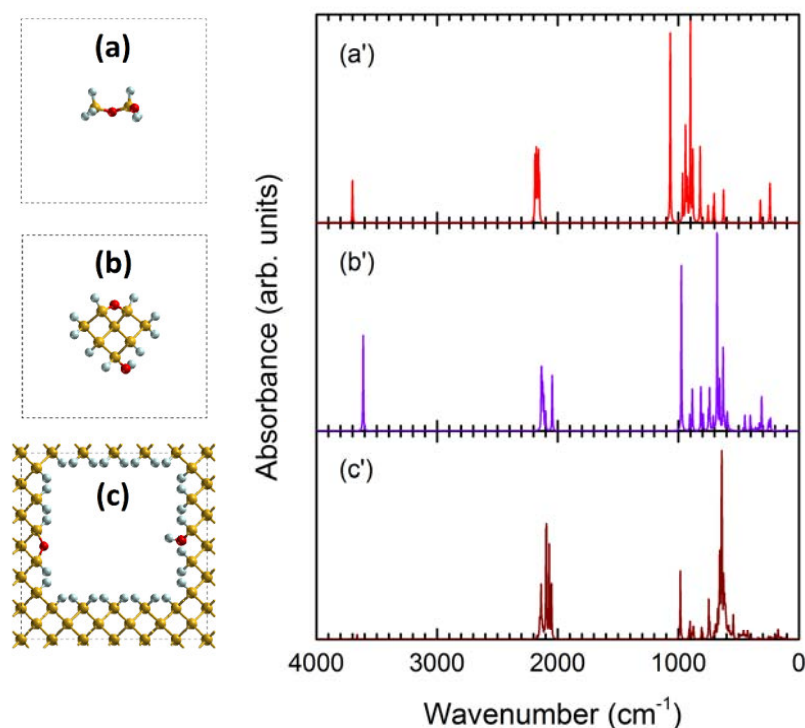 (a)
(b)
(c)
Absorbance (arb. units)
(a')
(b')
(c')
4000 3000 2000 1000 0
Wavenumber (cm⁻¹)